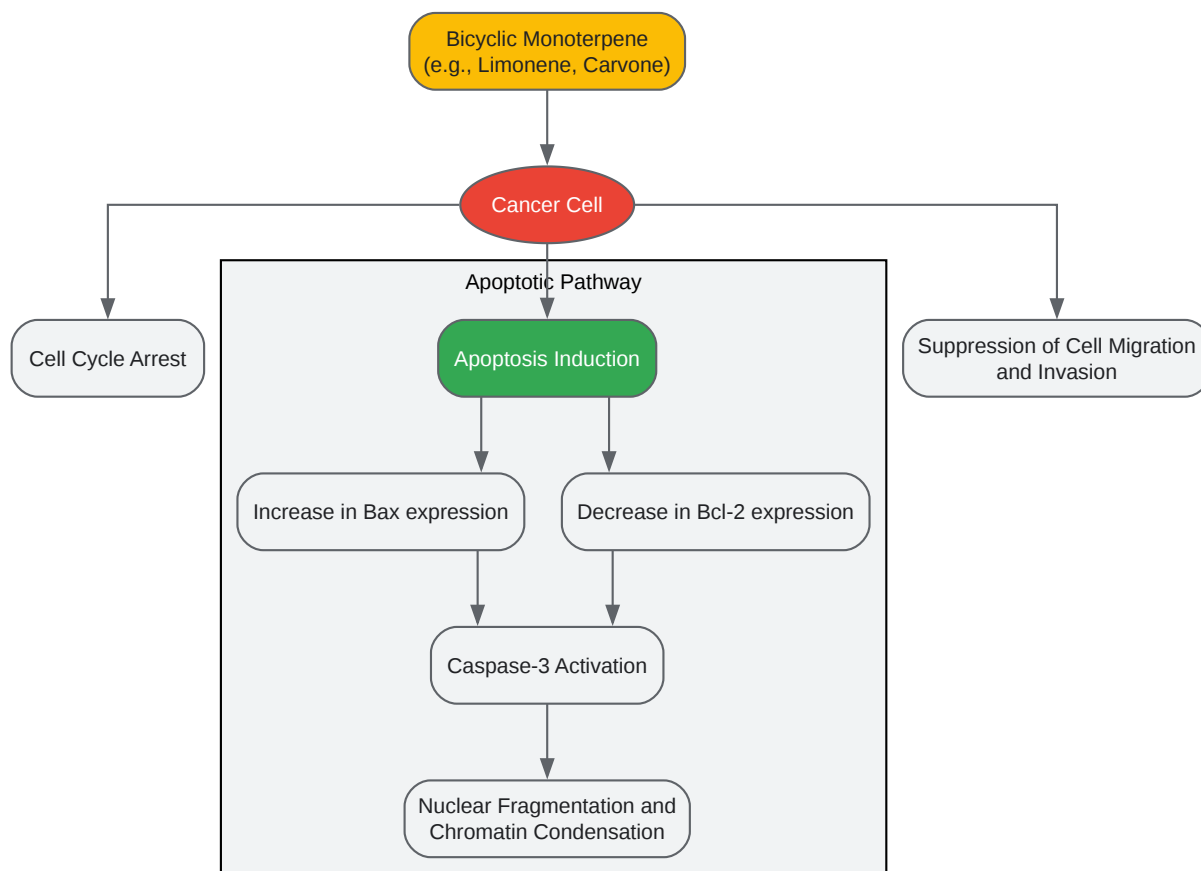 Bicyclic Monoterpene
(e.g., Limonene, Carvone)
Cancer Cell
Apoptotic Pathway
Cell Cycle Arrest
Apoptosis Induction
Suppression of Cell Migration
and Invasion
Increase in Bax expression
Decrease in Bcl-2 expression
Caspase-3 Activation
Nuclear Fragmentation and
Chromatin Condensation